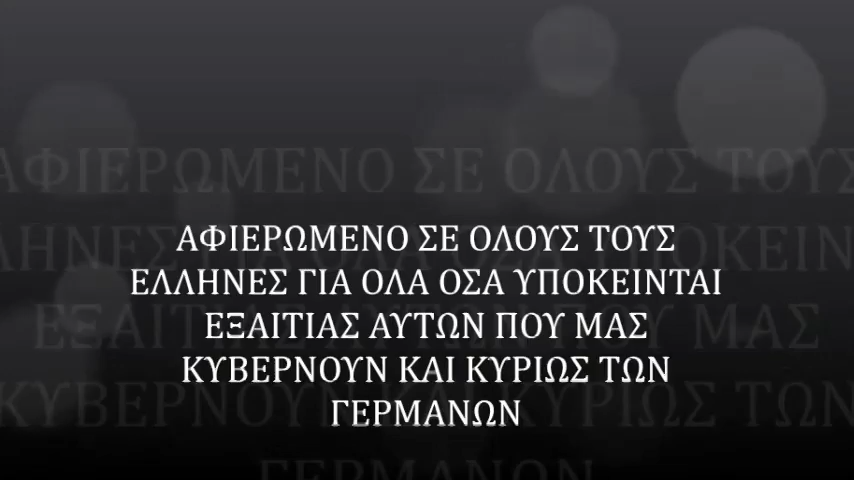 ΑΦΙΕΡΩΜΕΝΟ ΣΕ ΟΛΟΥΣ ΤΟΥΣ
ΕΛΛΗΝΕΣ ΓΙΑ ΟΛΑ ΟΣΑ ΥΠΟΚΕΙΝΤΑΙ
ΕΞΑΙΤΙΑΣ ΑΥΤΩΝ ΠΟΥ ΜΑΣ
ΚΥΒΕΡΝΟΥΝ ΚΑΙ ΚΥΡΙΩΣ ΤΩΝ
ΓΕΡΜΑΝΩΝ